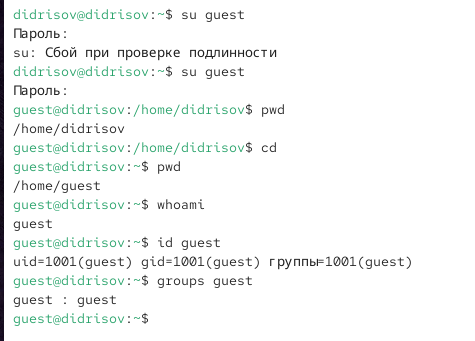 didrisov@didrisov:~$ su guest
Пароль:
su: Сбой при проверке подлинности
didrisov@didrisov:~$ su guest
Пароль:
guest@didrisov:/home/didrisov$ pwd
/home/didrisov
guest@didrisov:/home/didrisov$ cd
guest@didrisov:~$ pwd
/home/guest
guest@didrisov:~$ whoami
guest
guest@didrisov:~$ id guest
uid=1001(guest) gid=1001(guest) группы=1001(guest)
guest@didrisov:~$ groups guest
guest : guest
guest@didrisov:~$